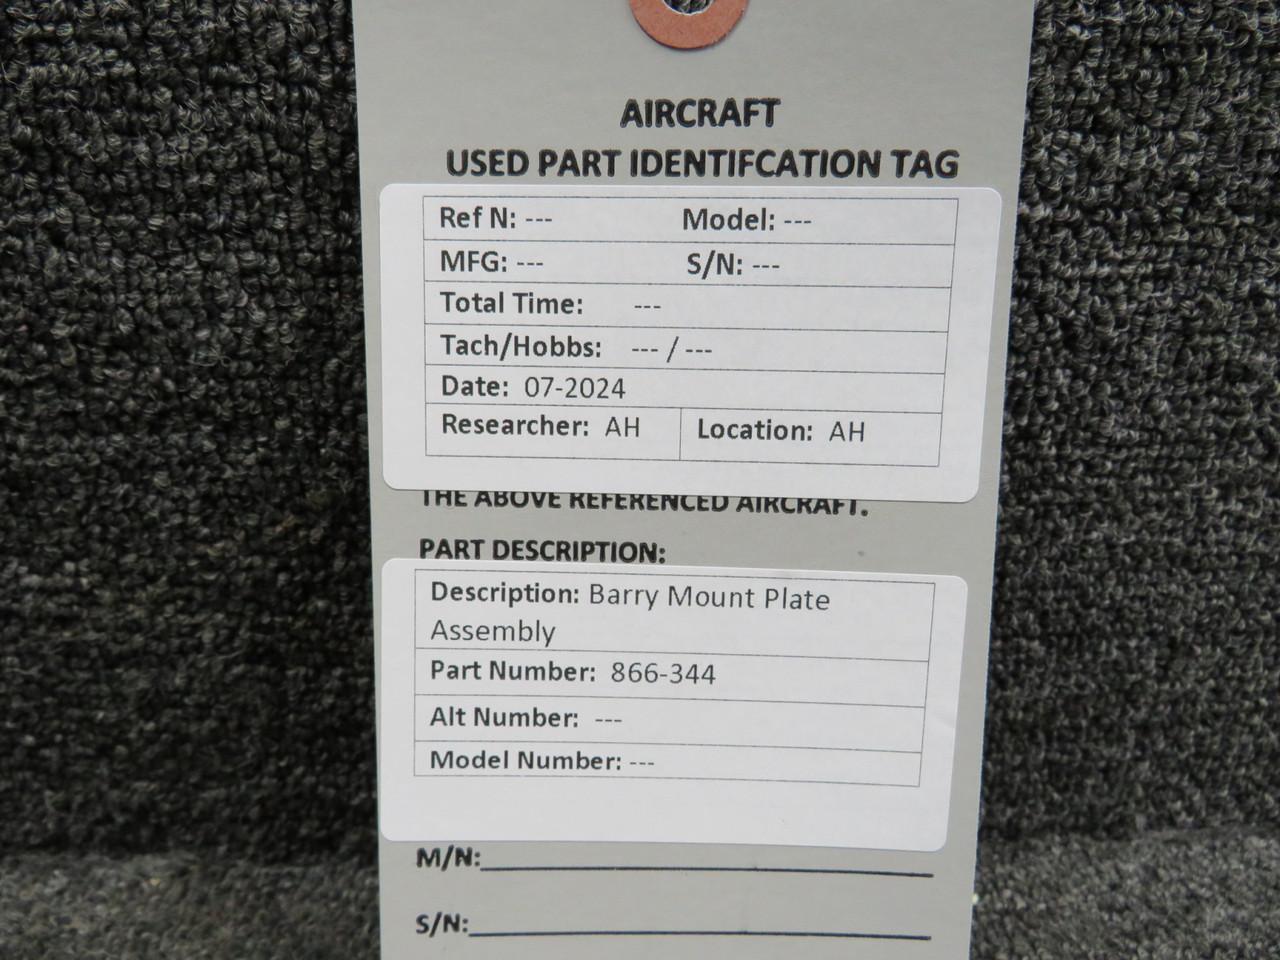 AIRCRAFT
USED PART IDENTIFCATION TAG
Ref N: --- Model: ---
MFG: --- S/N: ---
Total Time: ---
Tach/Hobbs: --- / ---
Date: 07-2024
Researcher: AH Location: AH
THE ABOVE REFERENCED AIRCRAFT.
PART DESCRIPTION:
Description: Barry Mount Plate
Assembly
Part Number: 866-344
Alt Number: ---
Model Number: ---
M/N:
S/N: